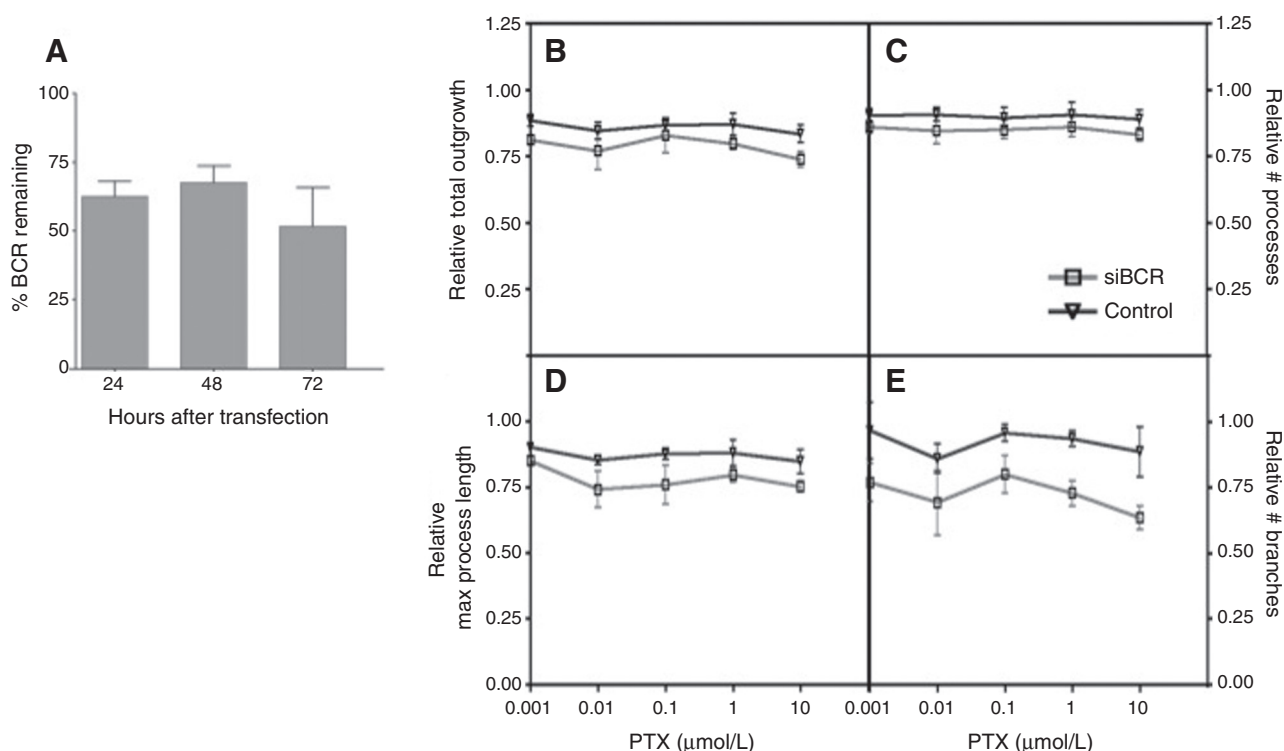 A
100
75
50
25
0
% BCR remaining
24 48 72
Hours after transfection
B
1.25
1.00
0.75
0.50
0.25
Relative total outgrowth
C
1.25
1.00
0.75
0.50
0.25
Relative # processes
siBCR
Control
D
1.00
0.75
0.50
0.25
0.00
Relative
max process length
0.001 0.01 0.1 1 10
PTX (μmol/L)
E
1.00
0.75
0.50
0.25
0.00
Relative # branches
0.001 0.01 0.1 1 10
PTX (μmol/L)